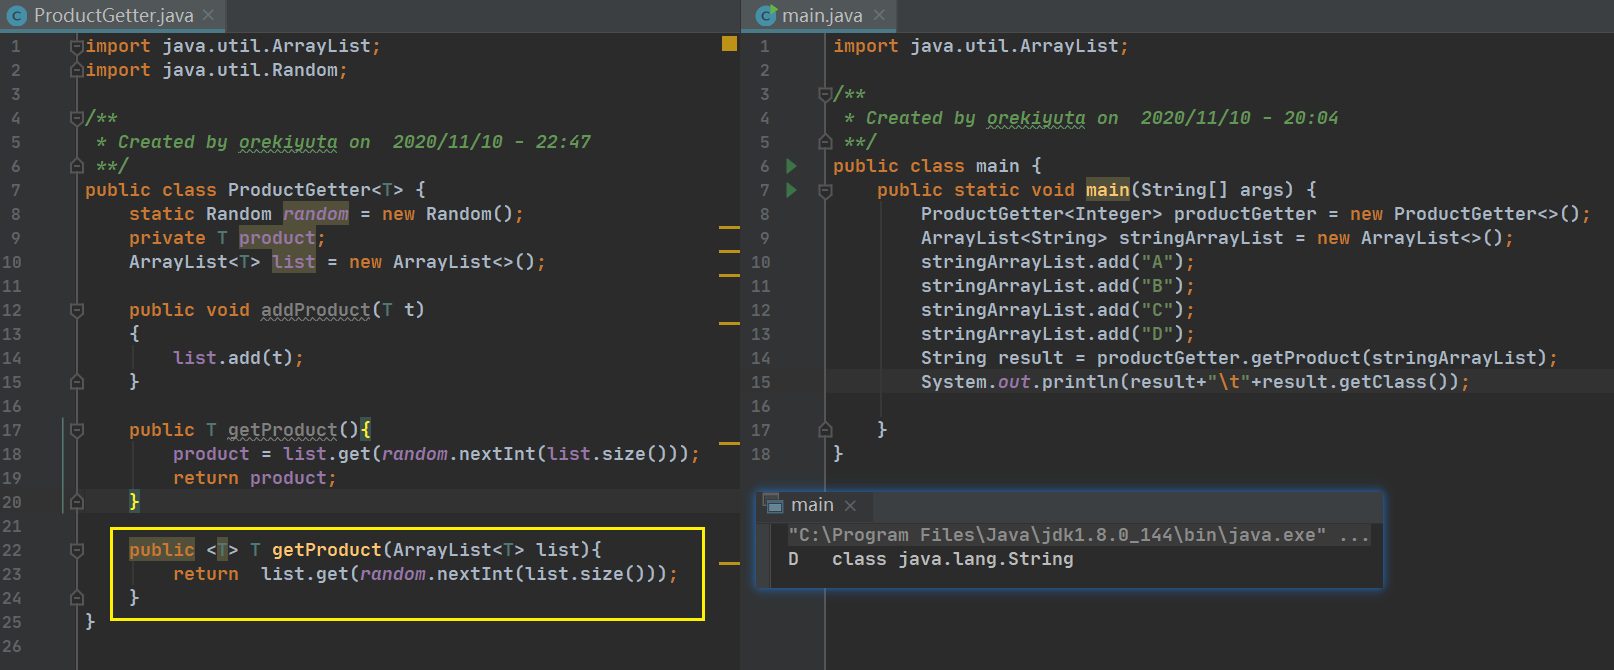 ProductGetter.java
1 import java.util.ArrayList;
2 import java.util.Random;
3
4 /**
5  * Created by orekiyuta on  2020/11/10 - 22:47
6  **/
7 public class ProductGetter<T> {
8     static Random random = new Random();
9     private T product;
10     ArrayList<T> list = new ArrayList<>();
11
12     public void addProduct(T t)
13     {
14         list.add(t);
15     }
16
17     public T getProduct(){
18         product = list.get(random.nextInt(list.size()));
19         return product;
20     }
21
22     public <T> T getProduct(ArrayList<T> list){
23         return  list.get(random.nextInt(list.size()));
24     }
25 }
26
main.java
1 import java.util.ArrayList;
2
3 /**
4  * Created by orekiyuta on  2020/11/10 - 20:04
5  **/
6 public class main {
7     public static void main(String[] args) {
8         ProductGetter<Integer> productGetter = new ProductGetter<>();
9         ArrayList<String> stringArrayList = new ArrayList<>();
10         stringArrayList.add("A");
11         stringArrayList.add("B");
12         stringArrayList.add("C");
13         stringArrayList.add("D");
14         String result = productGetter.getProduct(stringArrayList);
15         System.out.println(result+"\t"+result.getClass());
16
17     }
18 }
main
"C:\Program Files\Java\jdk1.8.0_144\bin\java.exe" ...
D   class java.lang.String